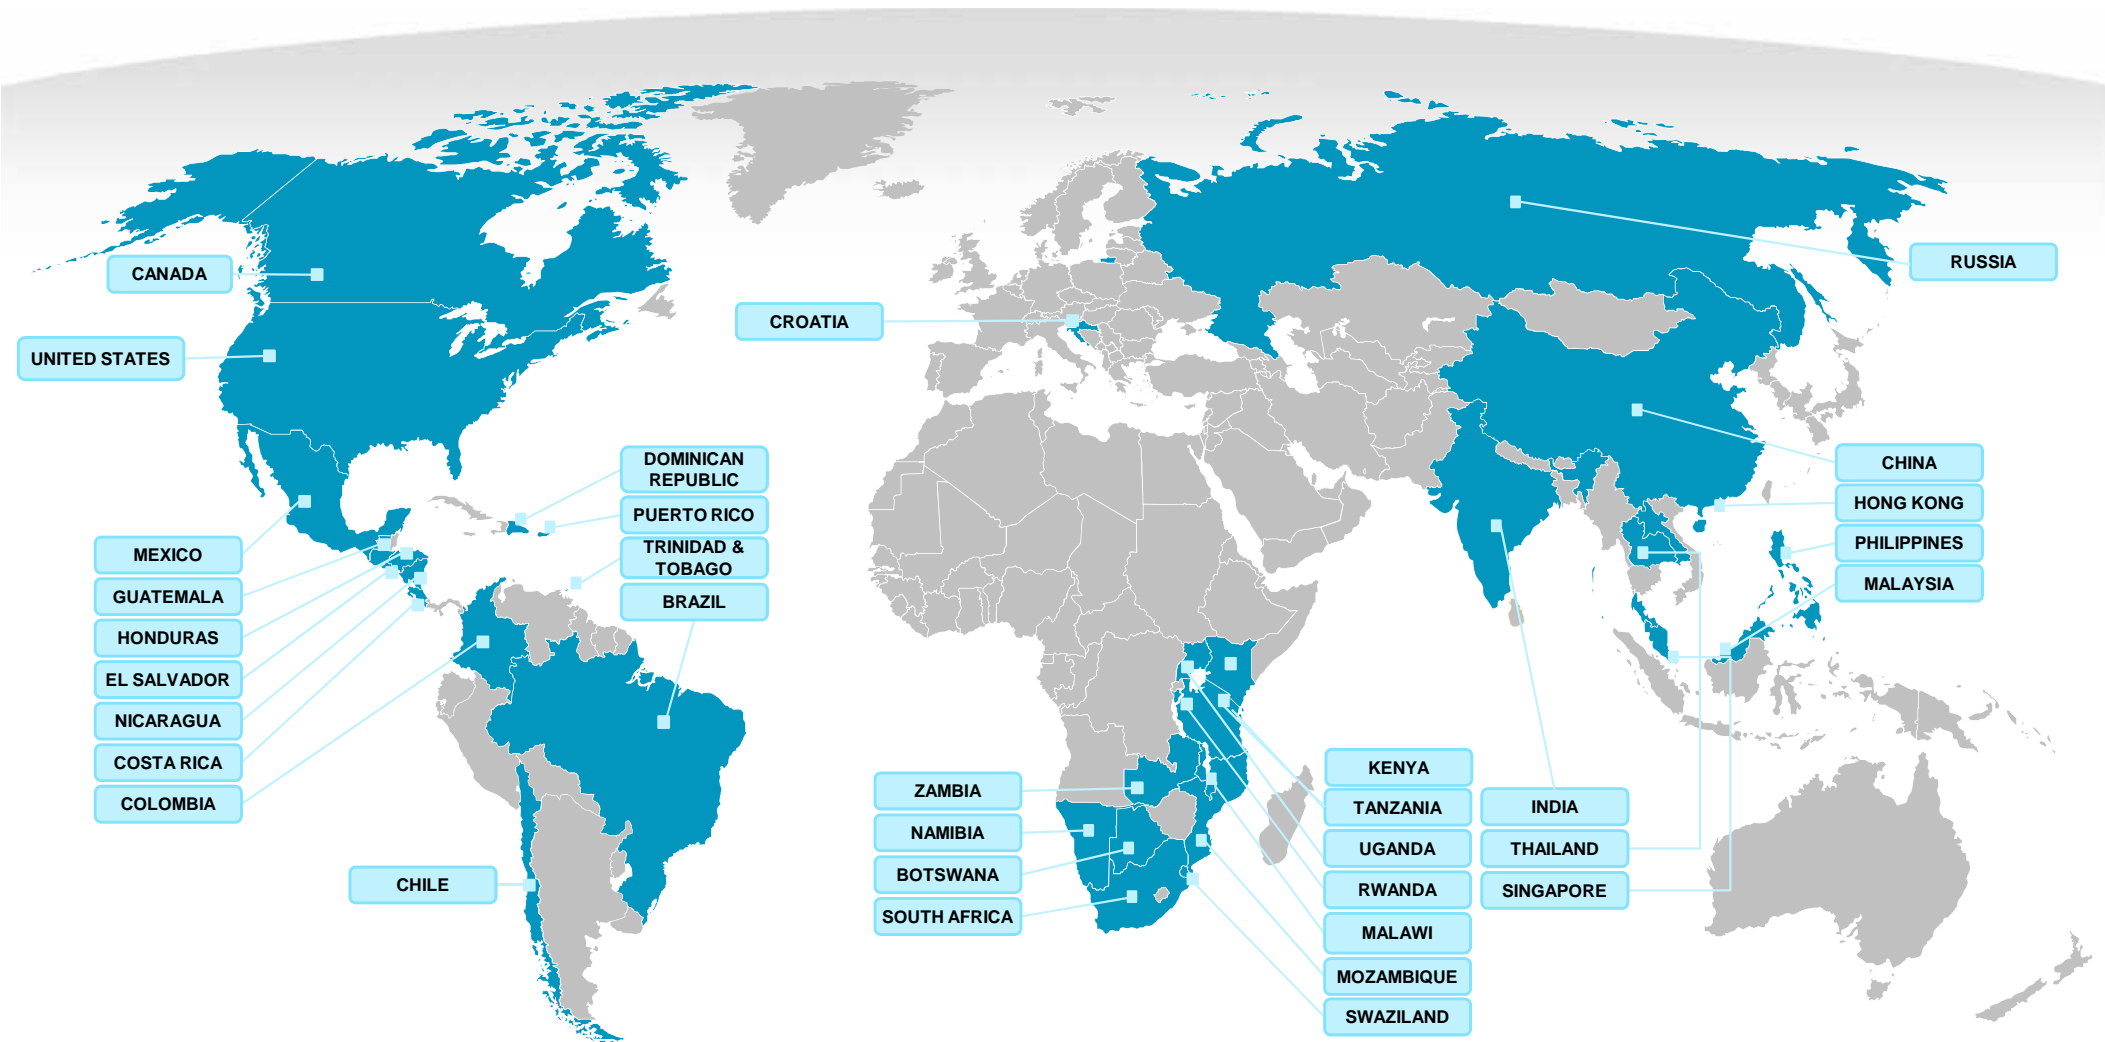 CANADA
UNITED STATES
MEXICO
GUATEMALA
HONDURAS
EL SALVADOR
NICARAGUA
COSTA RICA
COLOMBIA
CHILE
DOMINICAN
REPUBLIC
PUERTO RICO
TRINIDAD &
TOBAGO
BRAZIL
CROATIA
ZAMBIA
NAMIBIA
BOTSWANA
SOUTH AFRICA
KENYA
TANZANIA
UGANDA
RWANDA
MALAWI
MOZAMBIQUE
SWAZILAND
INDIA
THAILAND
SINGAPORE
RUSSIA
CHINA
HONG KONG
PHILIPPINES
MALAYSIA